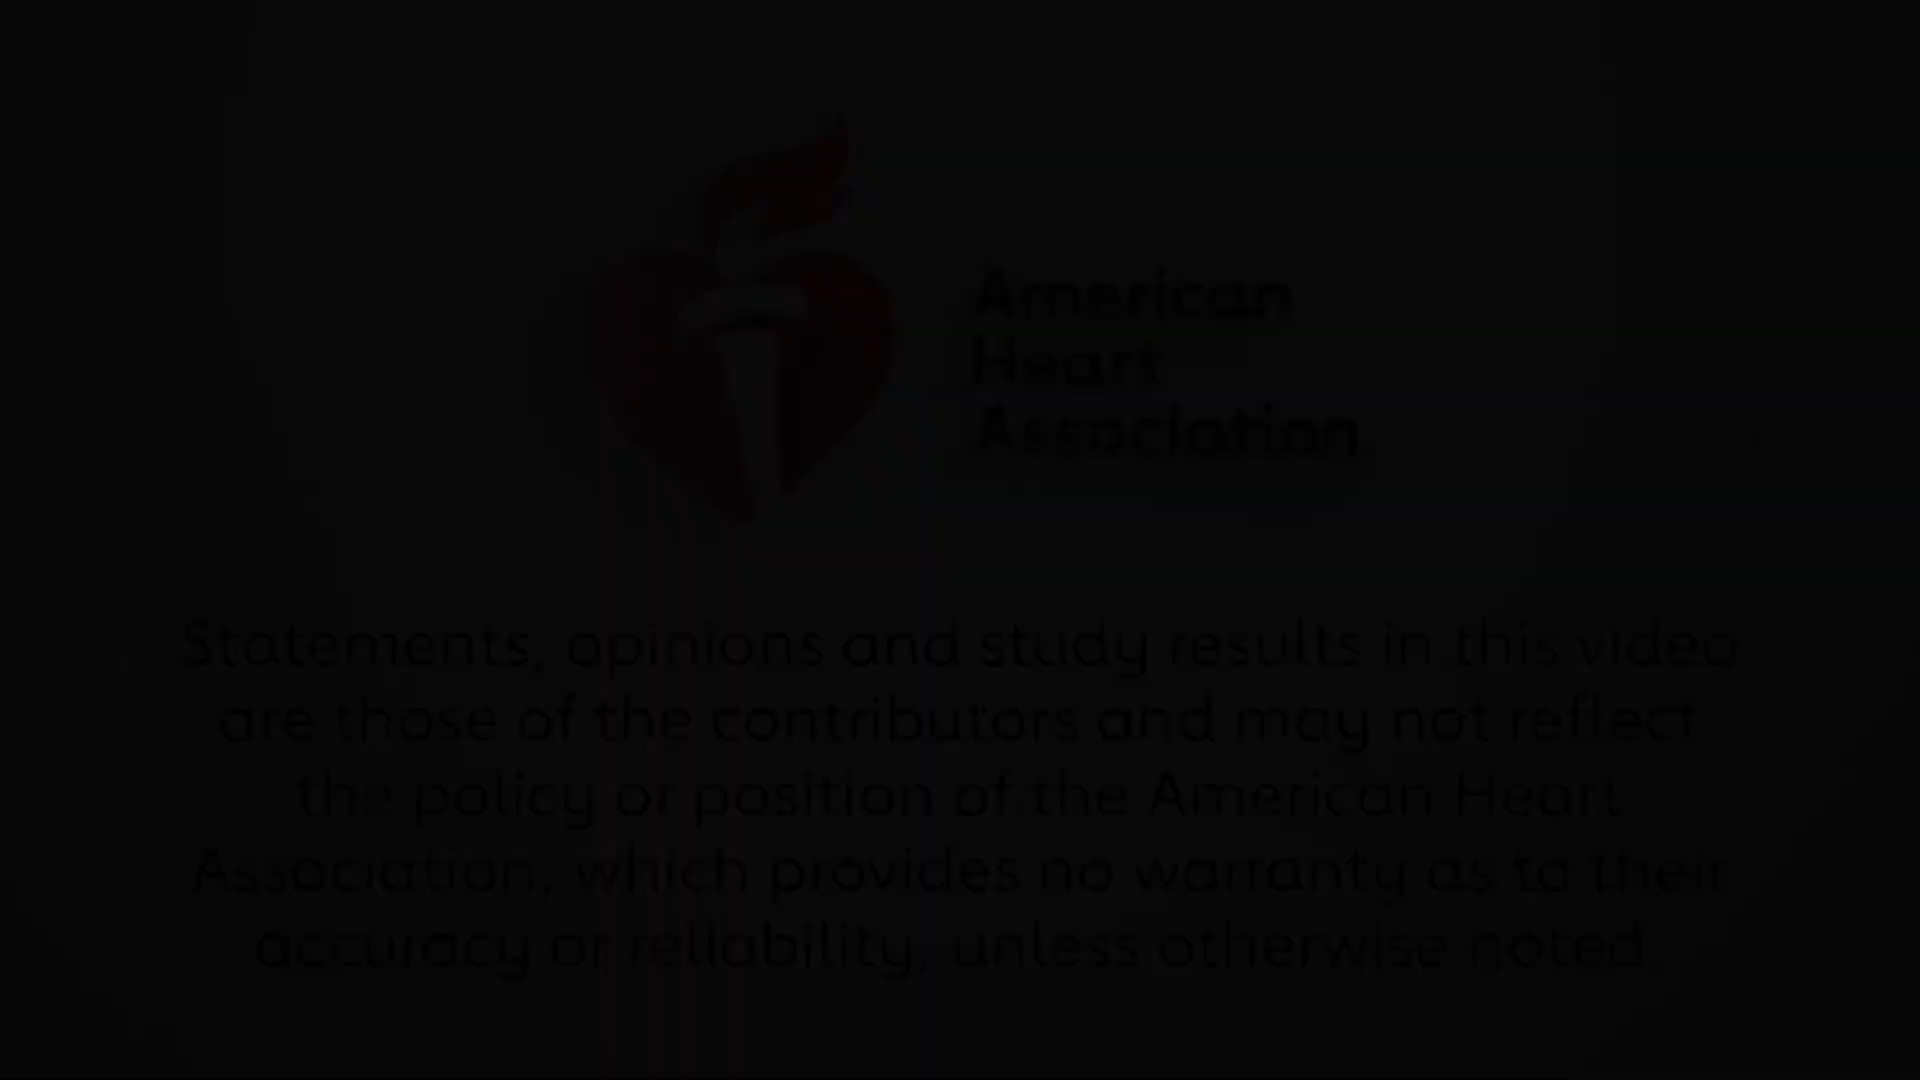 American
Heart
Association.
Statements, opinions and study results in this video
are those of the contributors and may not reflect
the policy or position of the American Heart
Association, which provides no warranty as to their
accuracy or reliability, unless otherwise noted.